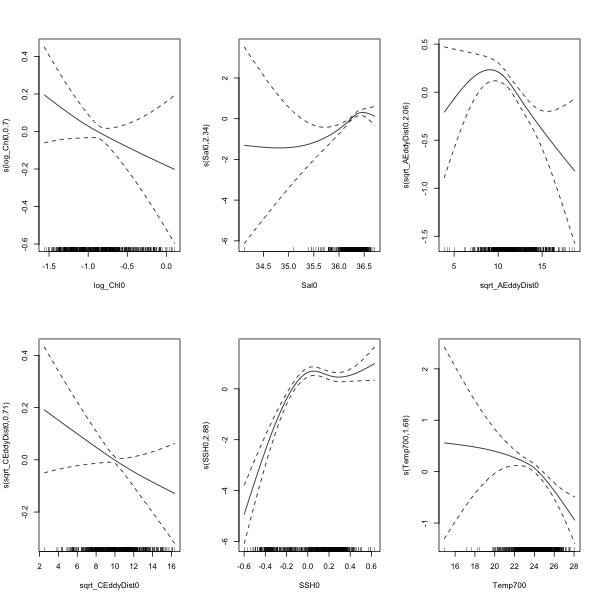 s(log_Chl0,0.7)
0.4
0.2
0.0
-0.2
-0.4
-0.6
-1.5 -1.0 -0.5 0.0
log_Chl0
s(Sal0,2.34)
2
0
-2
-4
-6
34.5 35.0 35.5 36.0 36.5
Sal0
s(sqrt_AEddyDist0,2.06)
0.5
0.0
-0.5
-1.0
-1.5
5 10 15
sqrt_AEddyDist0
s(sqrt_CEddyDist0,0.71)
0.4
0.2
0.0
-0.2
2 4 6 8 10 12 14 16
sqrt_CEddyDist0
s(SSH0,2.88)
0
-2
-4
-6
-0.6 -0.4 -0.2 0.0 0.2 0.4 0.6
SSH0
s(Temp700,1.68)
2
1
0
-1
16 18 20 22 24 26 28
Temp700